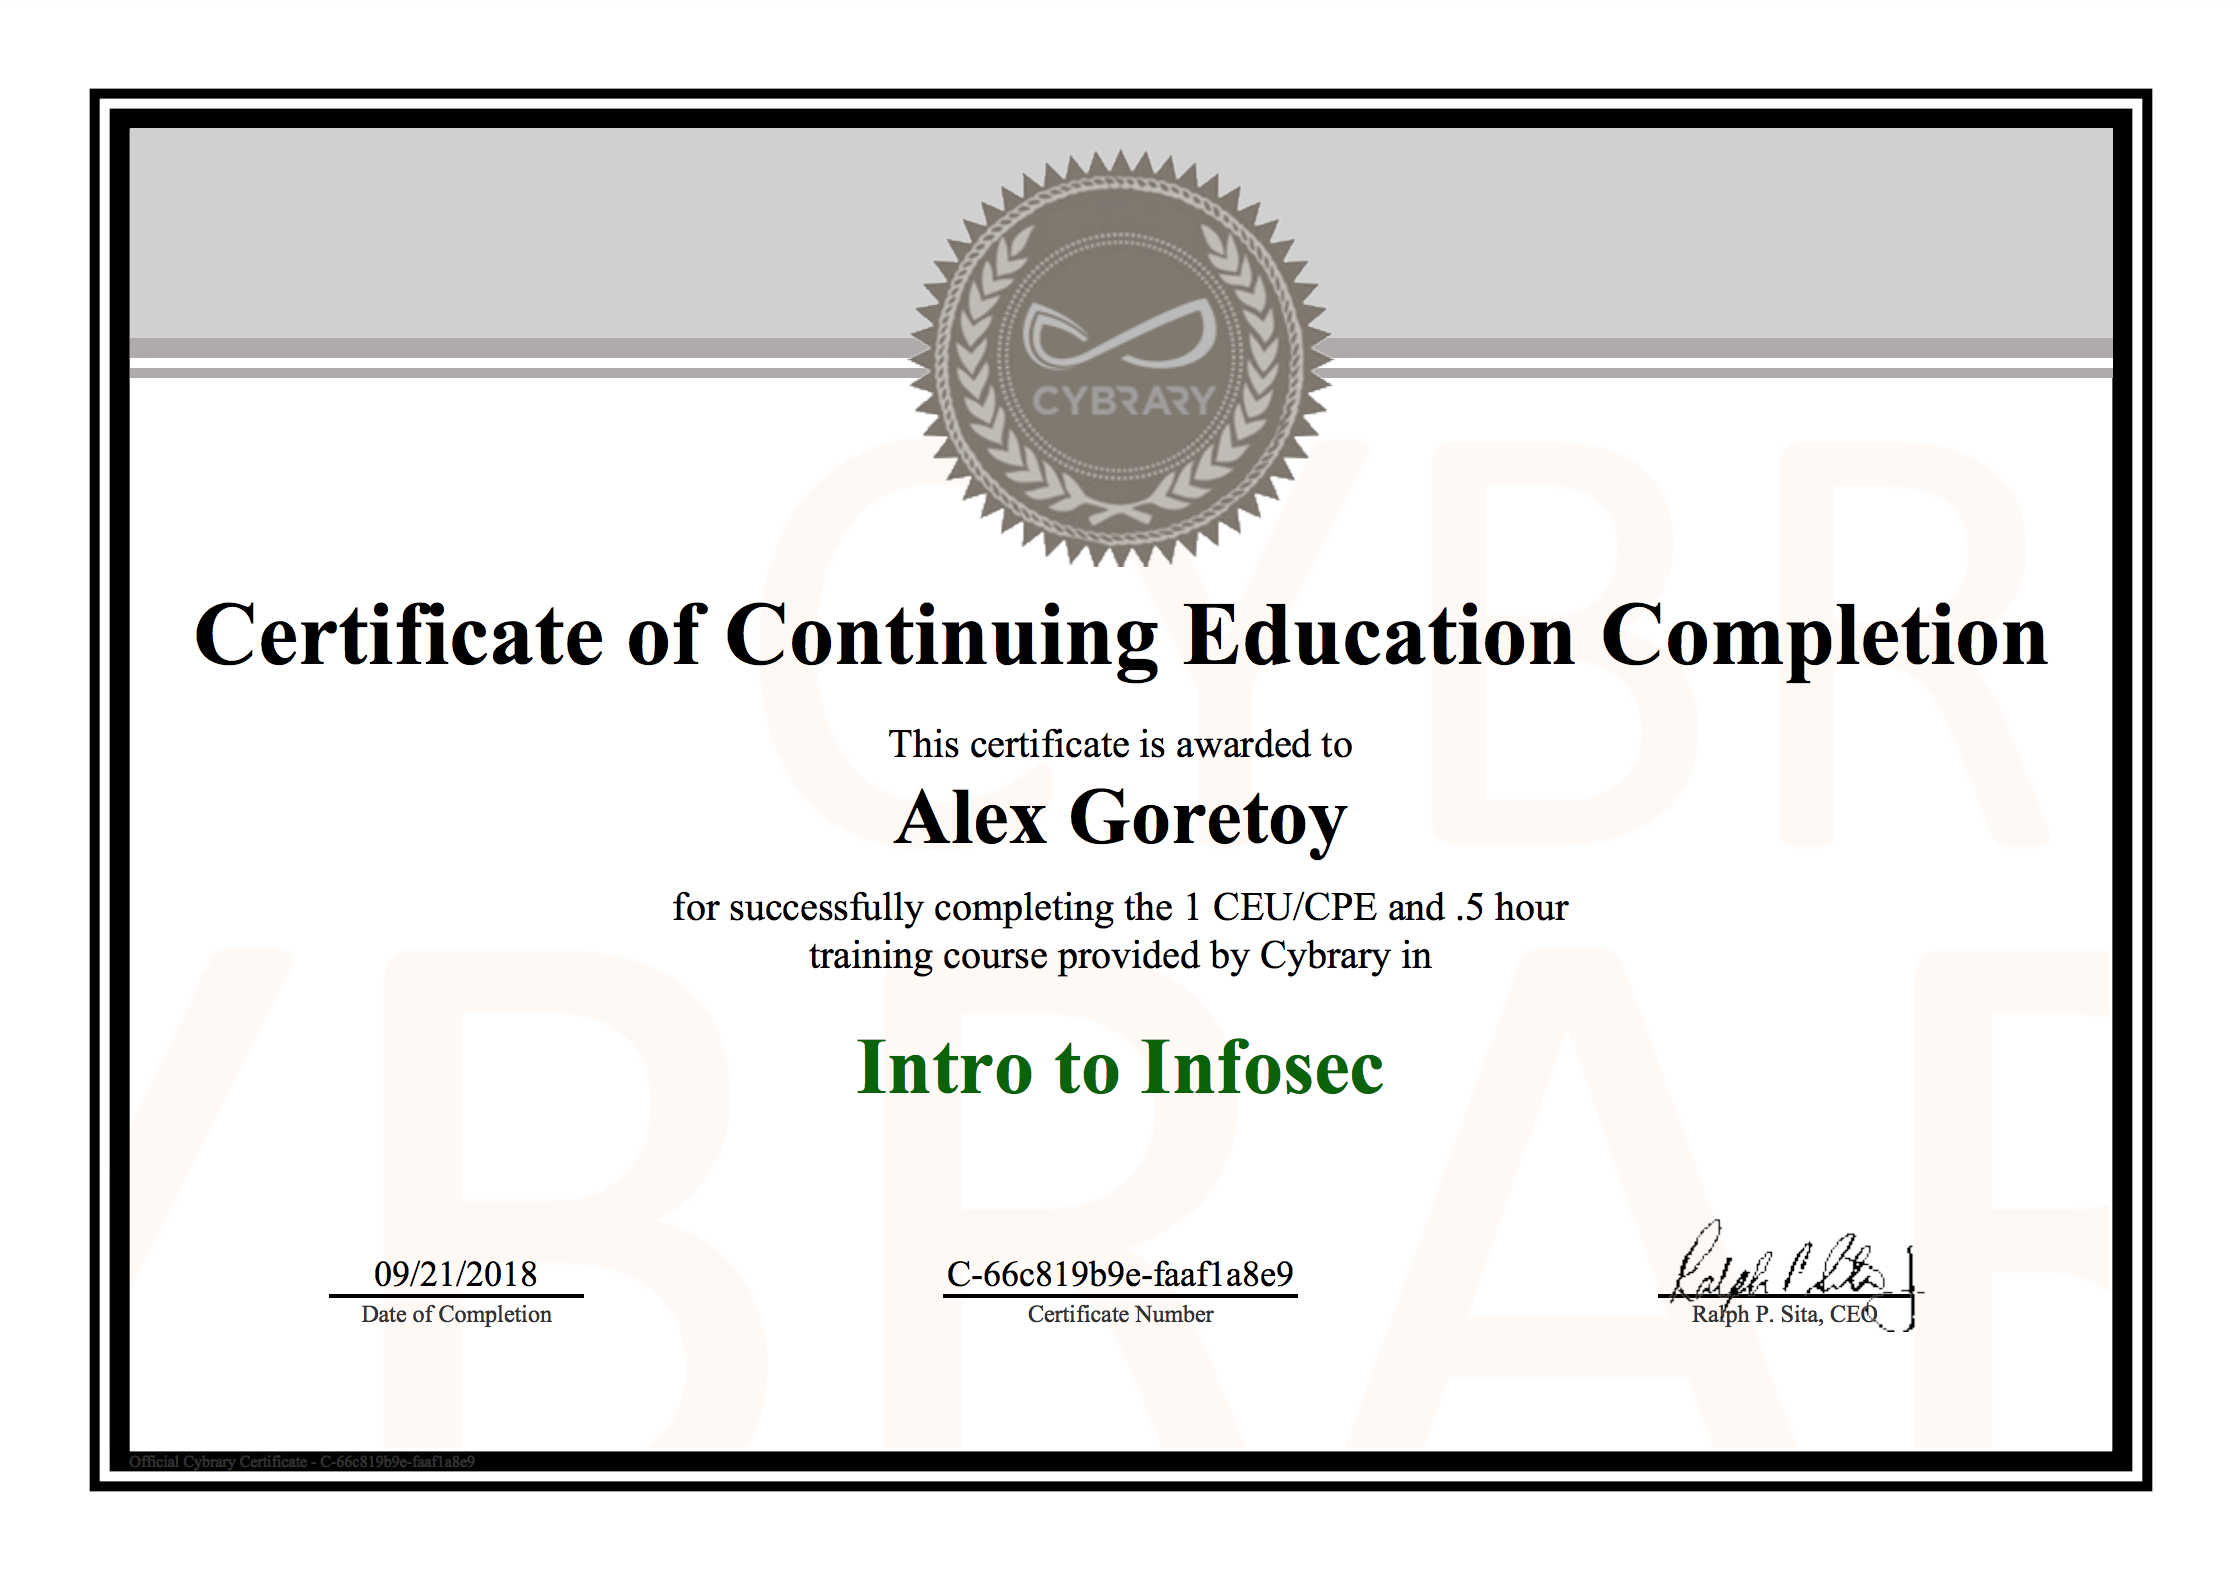 CYBRARY
CYBR
Certificate of Continuing Education Completion
This certificate is awarded to
Alex Goretoy
for successfully completing the 1 CEU/CPE and .5 hour
training course provided by Cybrary in
YBRAR
Intro to Infosec
09/21/2018
Date of Completion
C-66c819b9e-faaf1a8e9
Certificate Number
Ralph P. Sita
Ralph P. Sita, CEO
Official Cybrary Certificate - C-66c819b9e-faaf1a8e9